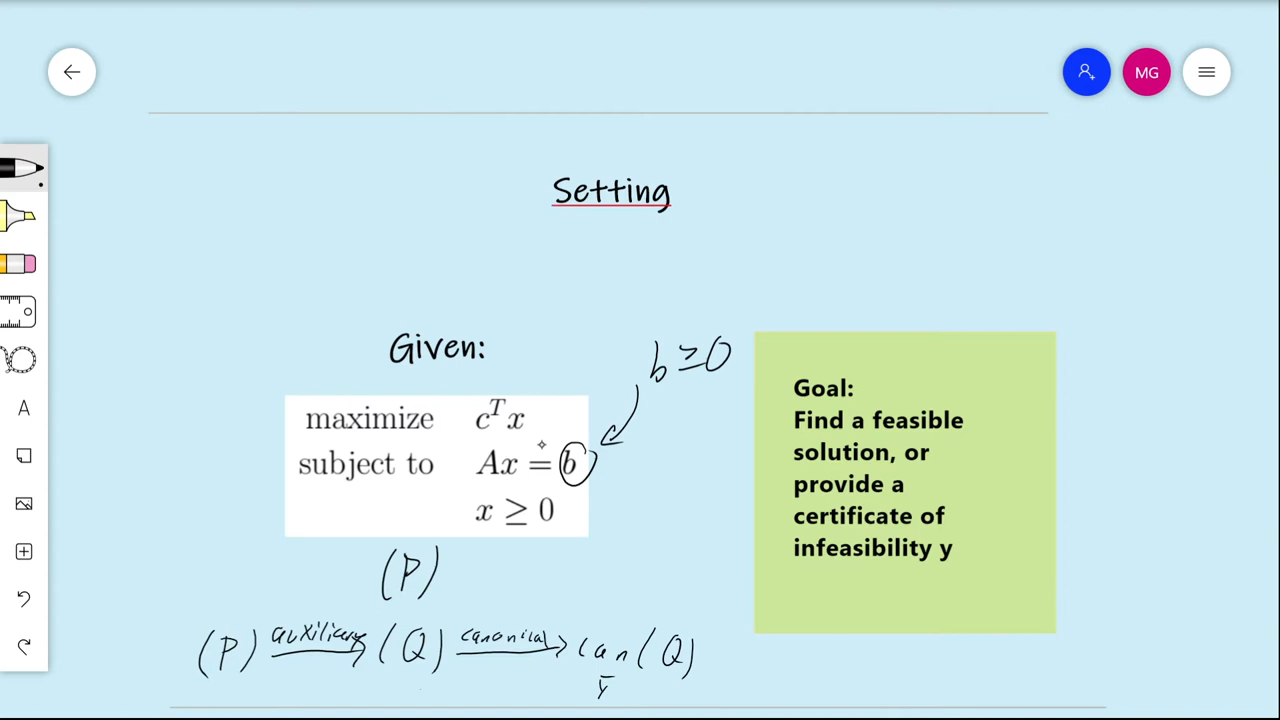 MG
Setting
Given:
b ≥ 0
maximize c^T x
subject to Ax = b
x ≥ 0
(P)
Goal:
Find a feasible
solution, or
provide a
certificate of
infeasibility y
(P) auxiliary → (Q) canonical → can(Q)
ȳ
A